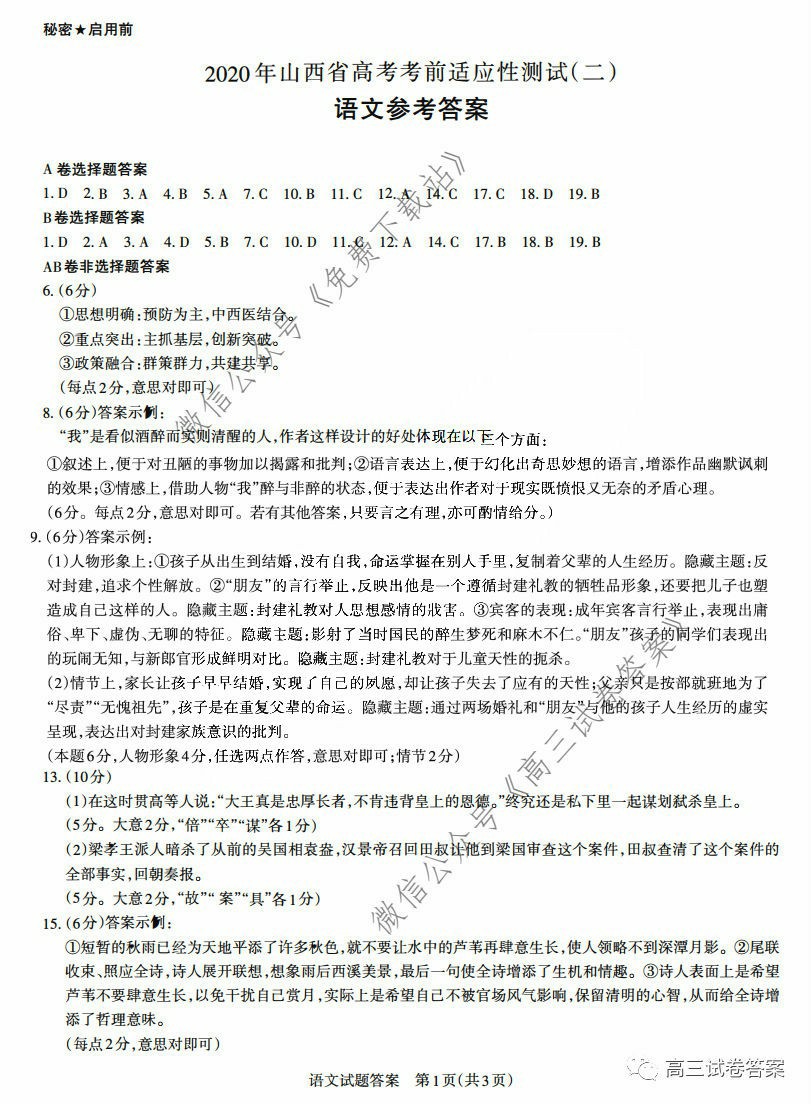 秘密★启用前
2020年山西省高考考前适应性测试(二)
语文参考答案
A卷选择题答案
1. D 2. B 3. A 4. B 5. A 7. C 10. B 11. C 12. A 14. C 17. C 18. D 19. B
B卷选择题答案
1. D 2. A 3. A 4. D 5. B 7. C 10. D 11. C 12. A 14. C 17. B 18. B 19. B
AB卷非选择题答案
6. (6分)
①思想明确:预防为主,中西医结合。
②重点突出:主抓基层,创新突破。
③政策融合:群策群力,共建共享。
(每点2分,意思对即可)
8. (6分)答案示例:
“我”是看似酒醉而实则清醒的人,作者这样设计的好处体现在以下三个方面:
①叙述上,便于对丑陋的事物加以揭露和批判;②语言表达上,便于幻化出奇思妙想的语言,增添作品幽默讽刺
的效果;③情感上,借助人物“我”醉与非醉的状态,便于表达出作者对于现实既愤恨又无奈的矛盾心理。
(6分。每点2分,意思对即可。若有其他答案,只要言之有理,亦可酌情给分。)
9. (6分)答案示例:
(1)人物形象上:①孩子从出生到结婚,没有自我,命运掌握在别人手里,复制着父辈的人生经历。隐藏主题:反
对封建,追求个性解放。②“朋友”的言行举止,反映出他是一个遵循封建礼教的牺牲品形象,还要把儿子也塑
造成自己这样的人。隐藏主题:封建礼教对人思想感情的戕害。③宾客的表现:成年宾客言行举止,表现出庸
俗、卑下、虚伪、无聊的特征。隐藏主题:影射了当时国民的醉生梦死和麻木不仁。“朋友”孩子的同学们表现出
的玩闹无知,与新郎官形成鲜明对比。隐藏主题:封建礼教对于儿童天性的扼杀。
(2)情节上,家长让孩子早早结婚,实现了自己的夙愿,却让孩子失去了应有的天性;父亲只是按部就班地为了
“尽责”“无愧祖先”,孩子是在重复父辈的命运。隐藏主题:通过两场婚礼和“朋友”与他的孩子人生经历的虚实
呈现,表达出对封建家族意识的批判。
(本题6分,人物形象4分,任选两点作答,意思对即可;情节2分)
13. (10分)
(1)在这时贯高等人说:“大王真是忠厚长者,不肯违背皇上的恩德。”终究还是私下里一起谋划弑杀皇上。
(5分。大意2分,“倍”“卒”“谋”各1分)
(2)梁孝王派人暗杀了从前的吴国相袁盎,汉景帝召回田叔让他到梁国审查这个案件,田叔查清了这个案件的
全部事实,回朝奏报。
(5分。大意2分,“故”“案”“具”各1分)
15. (6分)答案示例:
①短暂的秋雨已经为天地平添了许多秋色,就不要让水中的芦苇再肆意生长,使人领略不到深潭月影。②尾联
收束、照应全诗,诗人展开联想,想象雨后西溪美景,最后一句使全诗增添了生机和情趣。③诗人表面上是希望
芦苇不要肆意生长,以免干扰自己赏月,实际上是希望自己不被官场风气影响,保留清明的心智,从而给全诗增
添了哲理意味。
(每点2分,意思对即可)
语文试题答案 第1页(共3页)
微信公众号《免费下载站》
微信公众号《高三试卷答案》
高三试卷答案